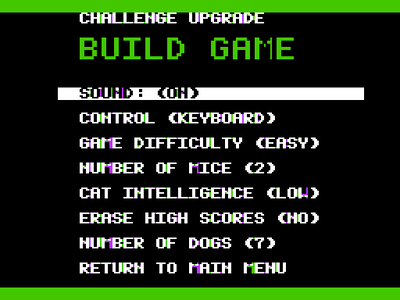 CHALLENGE UPGRADE
BUILD GAME
SOUND: (ON)
CONTROL (KEYBOARD)
GAME DIFFICULTY (EASY)
NUMBER OF MICE (2)
CAT INTELLIGENCE (LOW)
ERASE HIGH SCORES (NO)
NUMBER OF DOGS (7)
RETURN TO MAIN MENU